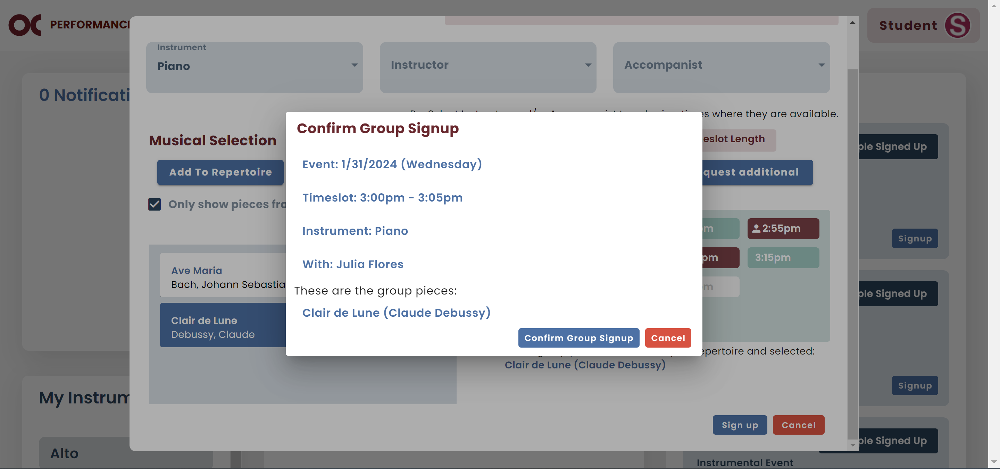 OC PERFORMANC
Student S
Instrument
Piano
Instructor
Accompanist
0 Notificati
where they are available.
Confirm Group Signup
Musical Selection
eslot Length
ple Signed Up
Event: 1/31/2024 (Wednesday)
Add To Repertoire
quest additional
Timeslot: 3:00pm - 3:05pm
Only show pieces fro
Instrument: Piano
m
2:55pm
Signup
With: Julia Flores
pm
3:15pm
Ave Maria
Bach, Johann Sebastia
These are the group pieces:
m
ple Signed Up
Clair de Lune (Claude Debussy)
Clair de Lune
Debussy, Claude
Confirm Group Signup
Cancel
epertoire and selected:
Clair de Lune (Claude Debussy)
Signup
My Instrum
Sign up
Cancel
ple Signed Up
Alto
Instrumental Event